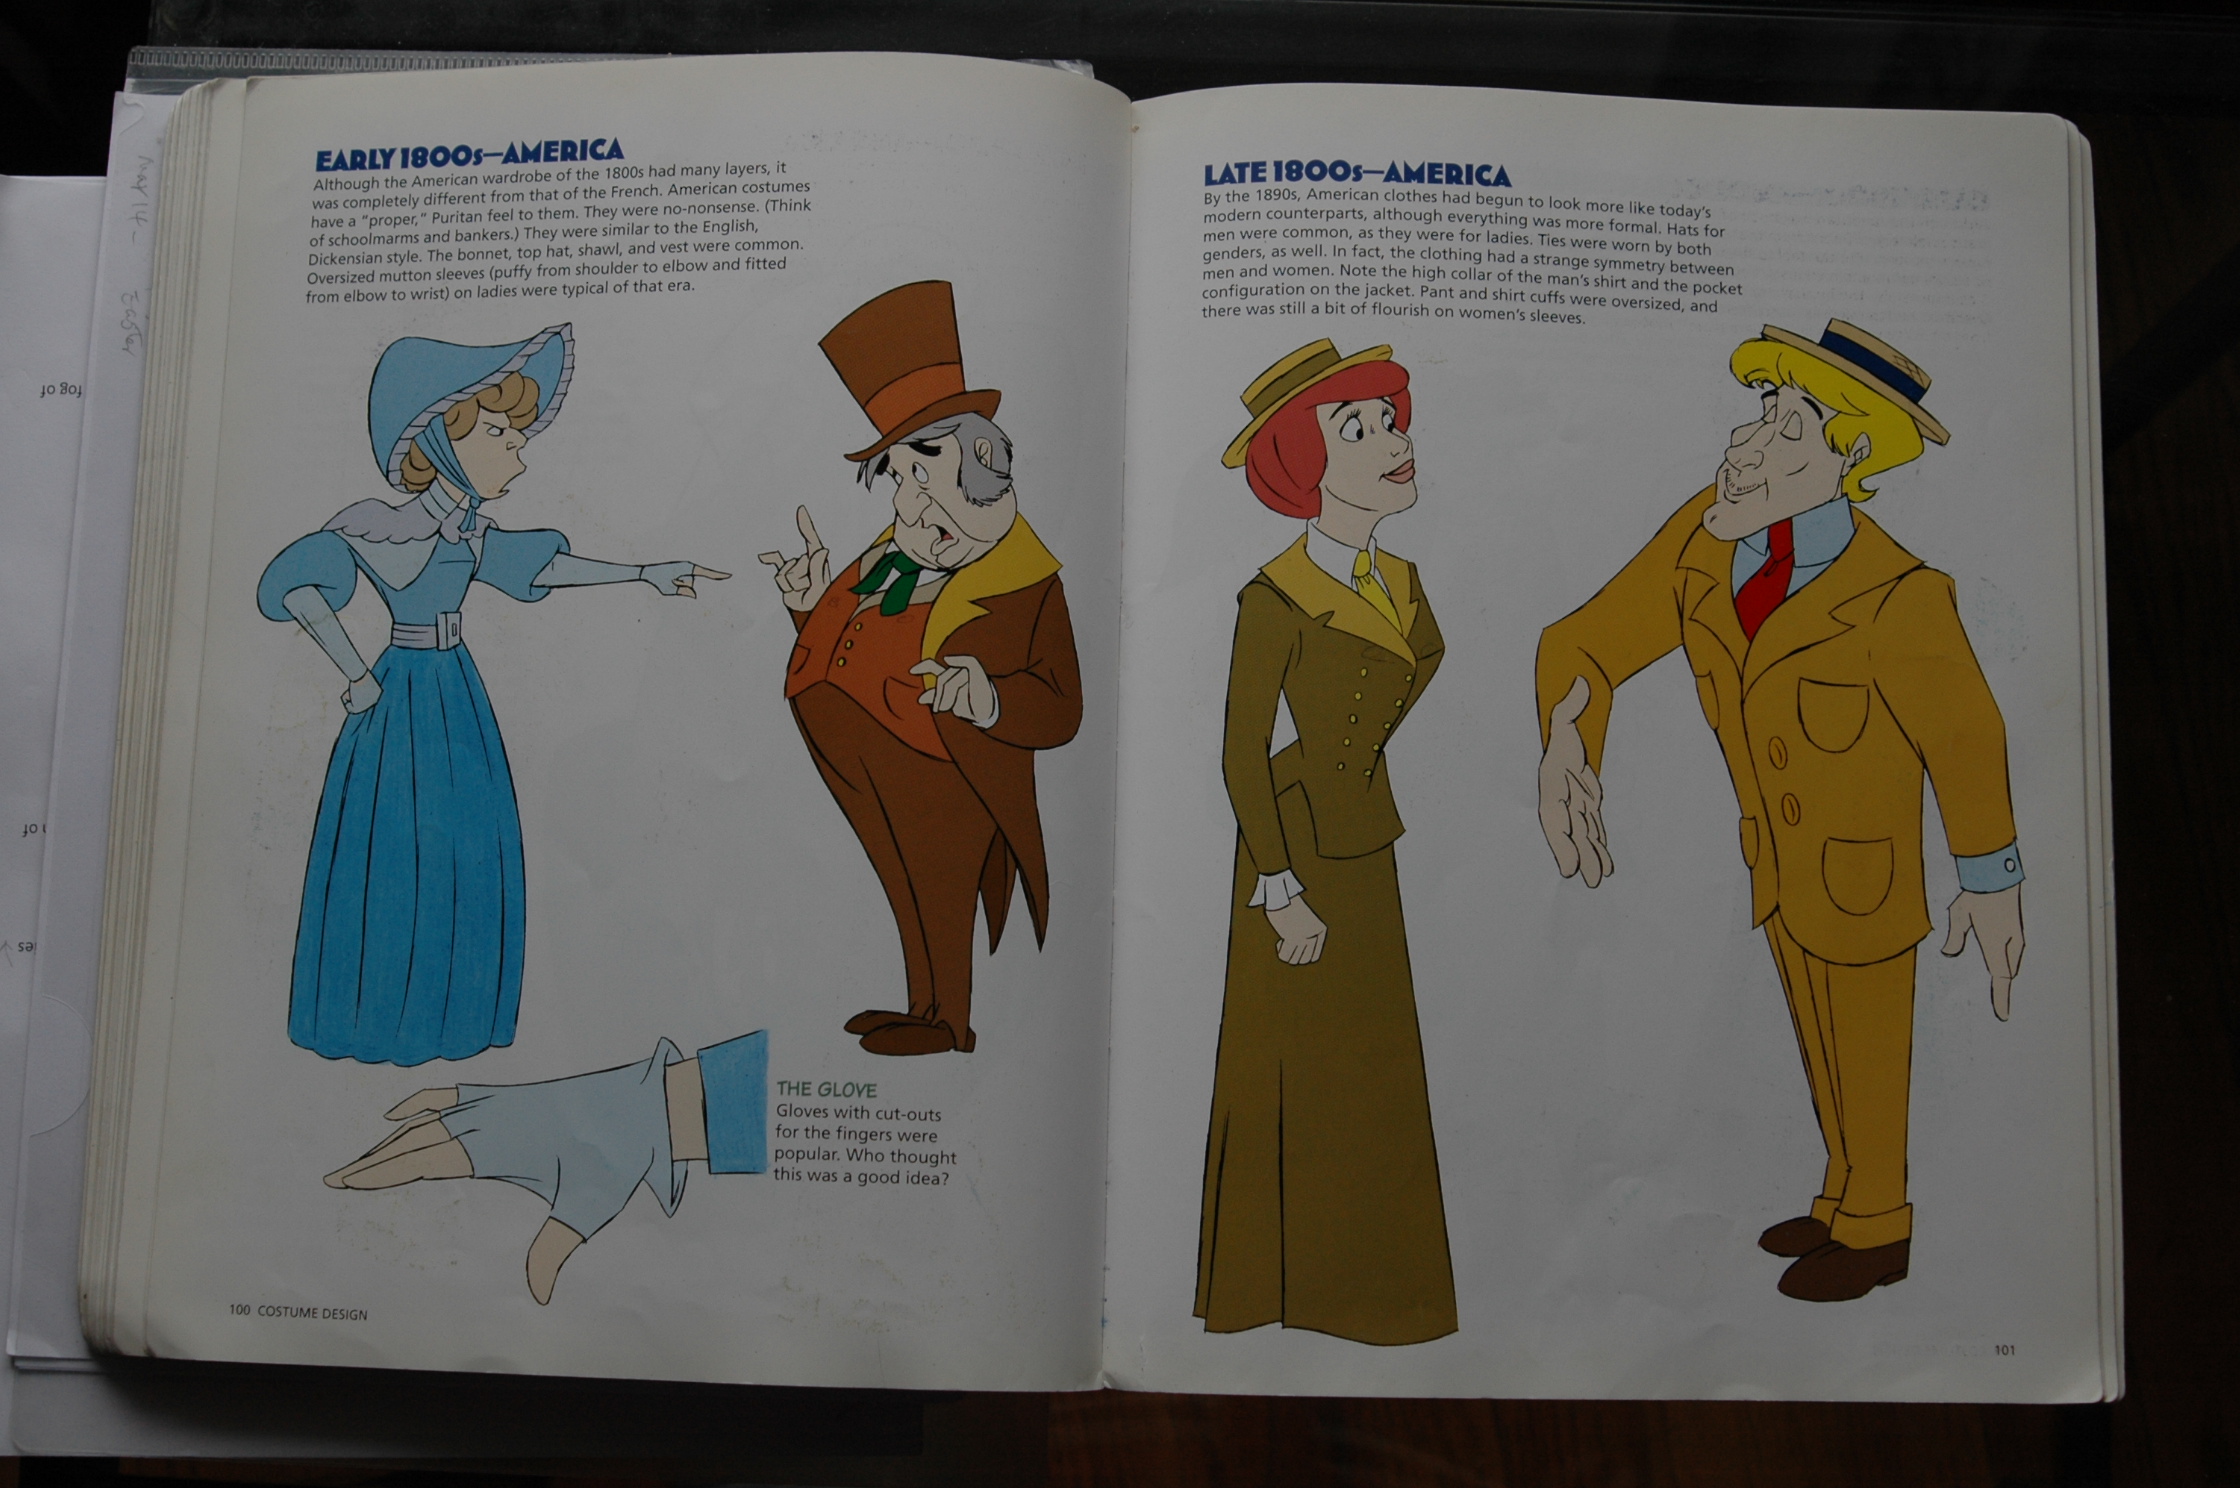 EARLY 1800s—AMERICA
Although the American wardrobe of the 1800s had many layers, it
was completely different from that of the French. American costumes
have a "proper," Puritan feel to them. They were no-nonsense. (Think
of schoolmarms and bankers.) They were similar to the English,
Dickensian style. The bonnet, top hat, shawl, and vest were common.
Oversized mutton sleeves (puffy from shoulder to elbow and fitted
from elbow to wrist) on ladies were typical of that era.
THE GLOVE
Gloves with cut-outs
for the fingers were
popular. Who thought
this was a good idea?
100 COSTUME DESIGN
LATE 1800s—AMERICA
By the 1890s, American clothes had begun to look more like today's
modern counterparts, although everything was more formal. Hats for
men were common, as they were for ladies. Ties were worn by both
genders, as well. In fact, the clothing had a strange symmetry between
men and women. Note the high collar of the man's shirt and the pocket
configuration on the jacket. Pant and shirt cuffs were oversized, and
there was still a bit of flourish on women's sleeves.
101
fog of
of
Easter